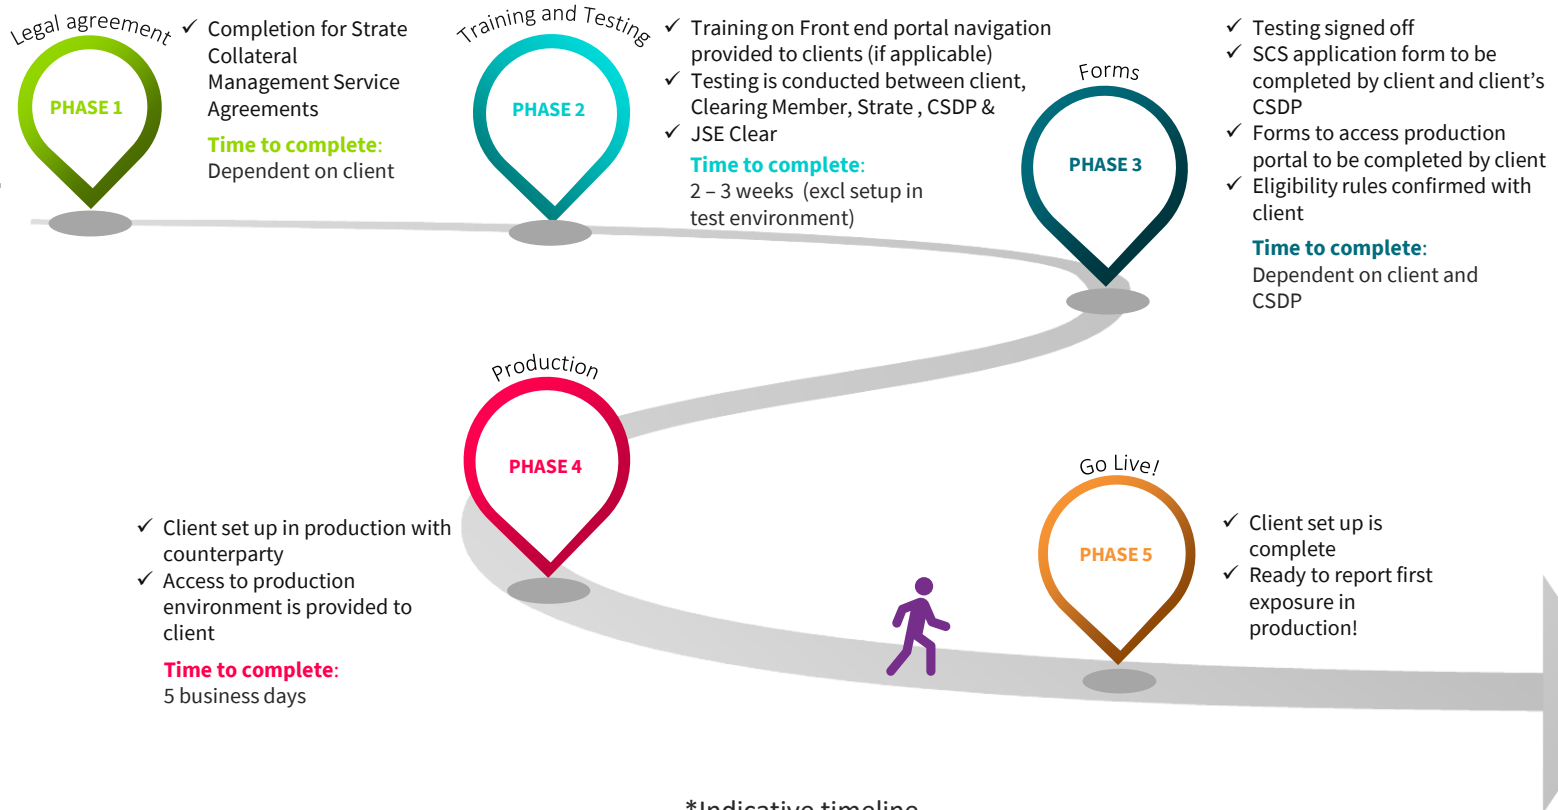 Legal agreement
PHASE 1
✓ Completion for Strate
Collateral
Management Service
Agreements
Time to complete:
Dependent on client
Training and Testing
PHASE 2
✓ Training on Front end portal navigation
provided to clients (if applicable)
✓ Testing is conducted between client,
Clearing Member, Strate , CSDP &
✓ JSE Clear
Time to complete:
2 – 3 weeks (excl setup in
test environment)
Forms
PHASE 3
✓ Testing signed off
✓ SCS application form to be
completed by client and client’s
CSDP
✓ Forms to access production
portal to be completed by client
✓ Eligibility rules confirmed with
client
Time to complete:
Dependent on client and
CSDP
Production
PHASE 4
✓ Client set up in production with
counterparty
✓ Access to production
environment is provided to
client
Time to complete:
5 business days
Go Live!
PHASE 5
✓ Client set up is
complete
✓ Ready to report first
exposure in
production!
*Indicative timeline